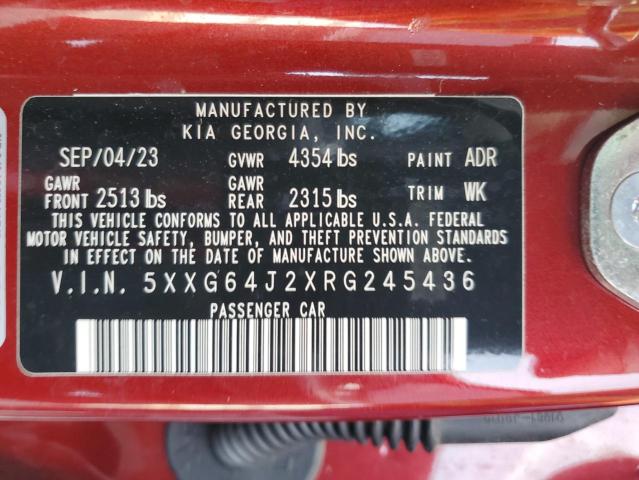 MANUFACTURED BY
KIA GEORGIA, INC.
SEP/04/23 GVWR 4354 lbs PAINT ADR
GAWR FRONT 2513 lbs GAWR REAR 2315 lbs TRIM WK
THIS VEHICLE CONFORMS TO ALL APPLICABLE U.S.A. FEDERAL
MOTOR VEHICLE SAFETY, BUMPER, AND THEFT PREVENTION STANDARDS
IN EFFECT ON THE DATE OF MANUFACTURE SHOWN ABOVE.
V.I.N. 5XXG64J2XRG245436
PASSENGER CAR